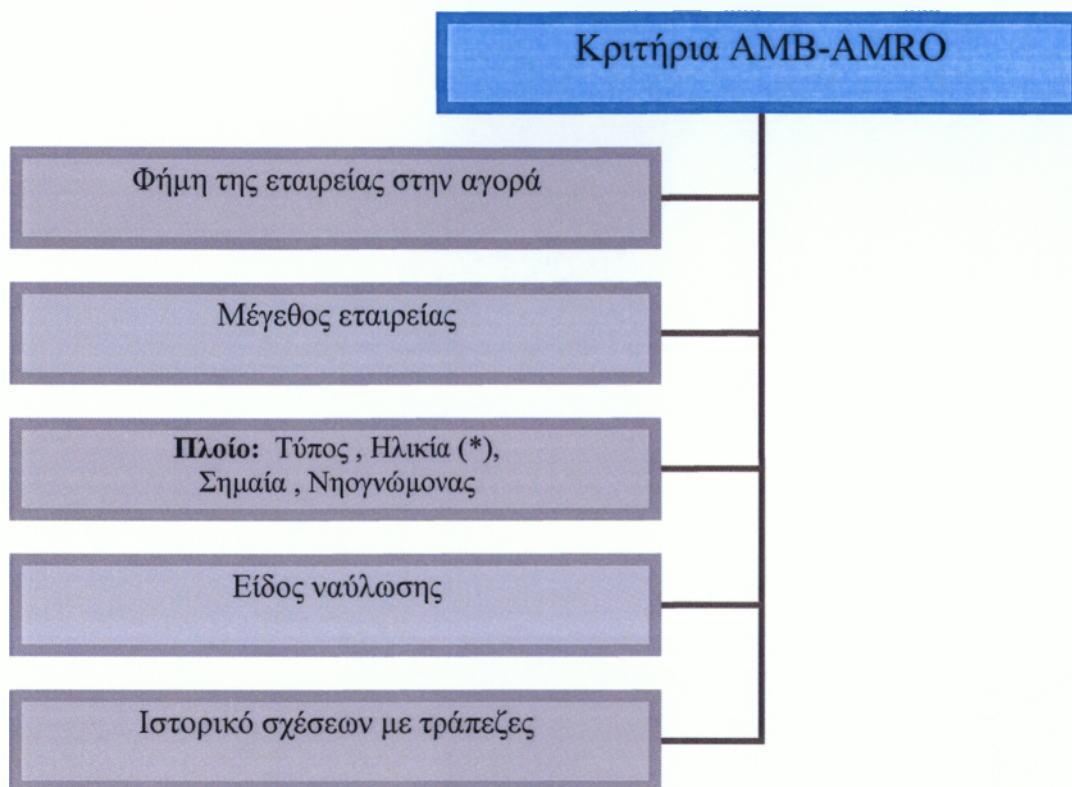 Κριτήρια AMB-AMRO
Φήμη της εταιρείας στην αγορά
Μέγεθος εταιρείας
Πλοίο: Τύπος , Ηλικία (*),
Σημαία , Νηογνώμονας
Είδος ναύλωσης
Ιστορικό σχέσεων με τράπεζες